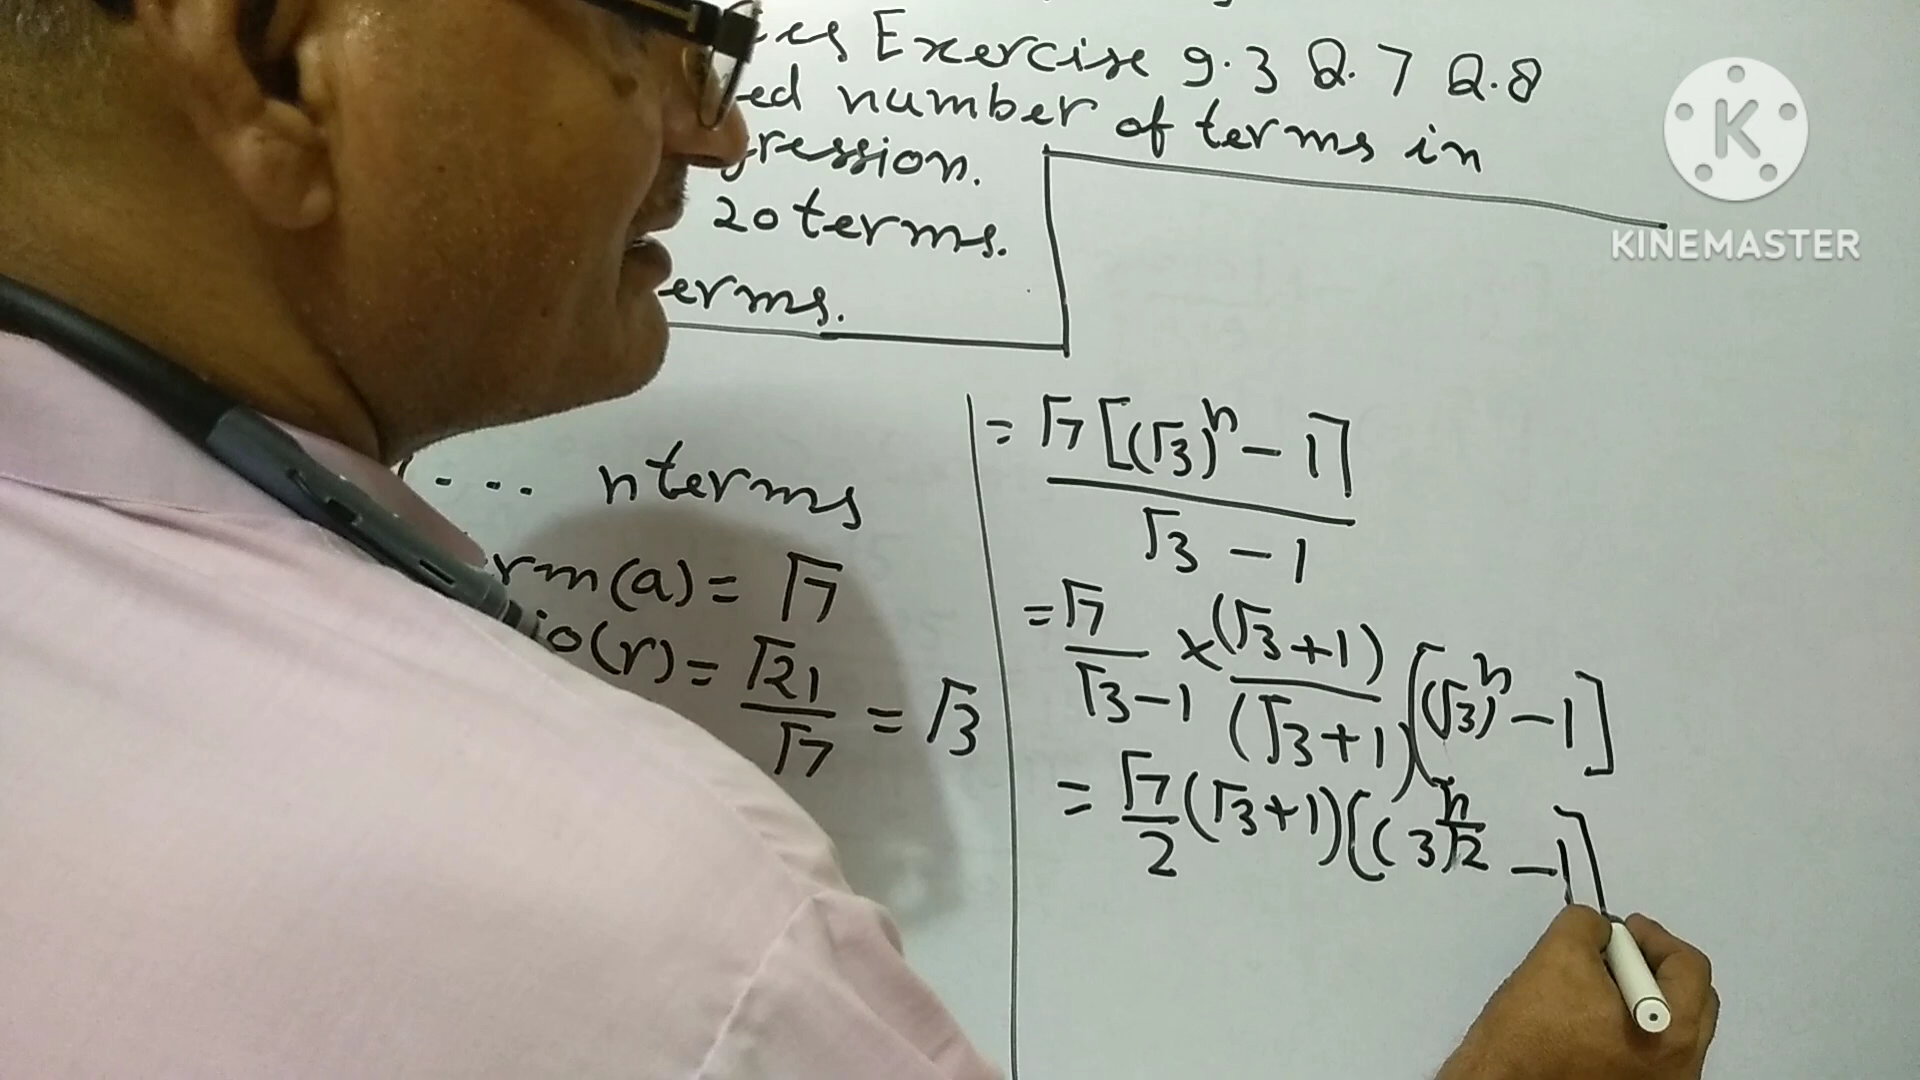 Exercise 9.3 Q.7 Q.8
number of terms in
20 terms.
... n terms
(a) = √7
(r) = √21/√7 = √3
= √7[(√3)^n - 1] / √3 - 1
= √7/√3-1 × (√3+1)/(√3+1) [(√3)^n - 1]
= √7/2 (√3+1)[(3)^n/2 - 1]
K
KINEMASTER